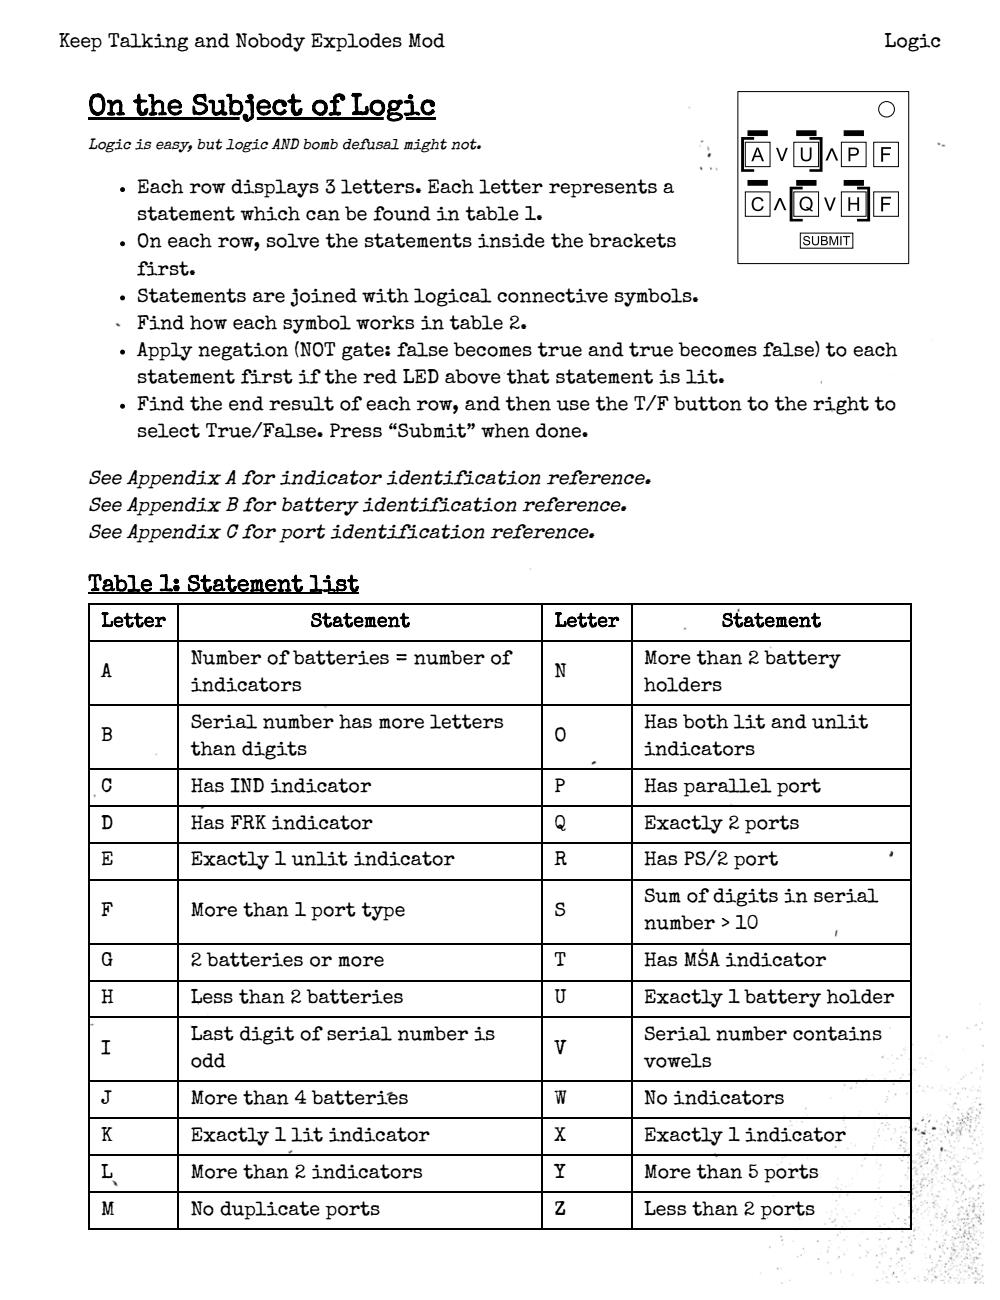 Keep Talking and Nobody Explodes Mod
Logic
On the Subject of Logic
Logic is easy, but logic AND bomb defusal might not.
A ∨ U ∧ P F
C ∧ Q ∨ H F
SUBMIT
• Each row displays 3 letters. Each letter represents a
statement which can be found in table 1.
• On each row, solve the statements inside the brackets
first.
• Statements are joined with logical connective symbols.
• Find how each symbol works in table 2.
• Apply negation (NOT gate: false becomes true and true becomes false) to each
statement first if the red LED above that statement is lit.
• Find the end result of each row, and then use the T/F button to the right to
select True/False. Press “Submit” when done.
See Appendix A for indicator identification reference.
See Appendix B for battery identification reference.
See Appendix C for port identification reference.
Table 1: Statement list
Letter Statement Letter Statement
A Number of batteries = number of
indicators
N More than 2 battery
holders
B Serial number has more letters
than digits
O Has both lit and unlit
indicators
C Has IND indicator P Has parallel port
D Has FRK indicator Q Exactly 2 ports
E Exactly 1 unlit indicator R Has PS/2 port
F More than 1 port type S Sum of digits in serial
number > 10
G 2 batteries or more T Has MSA indicator
H Less than 2 batteries U Exactly 1 battery holder
I Last digit of serial number is
odd
V Serial number contains
vowels
J More than 4 batteries W No indicators
K Exactly 1 lit indicator X Exactly 1 indicator
L More than 2 indicators Y More than 5 ports
M No duplicate ports Z Less than 2 ports